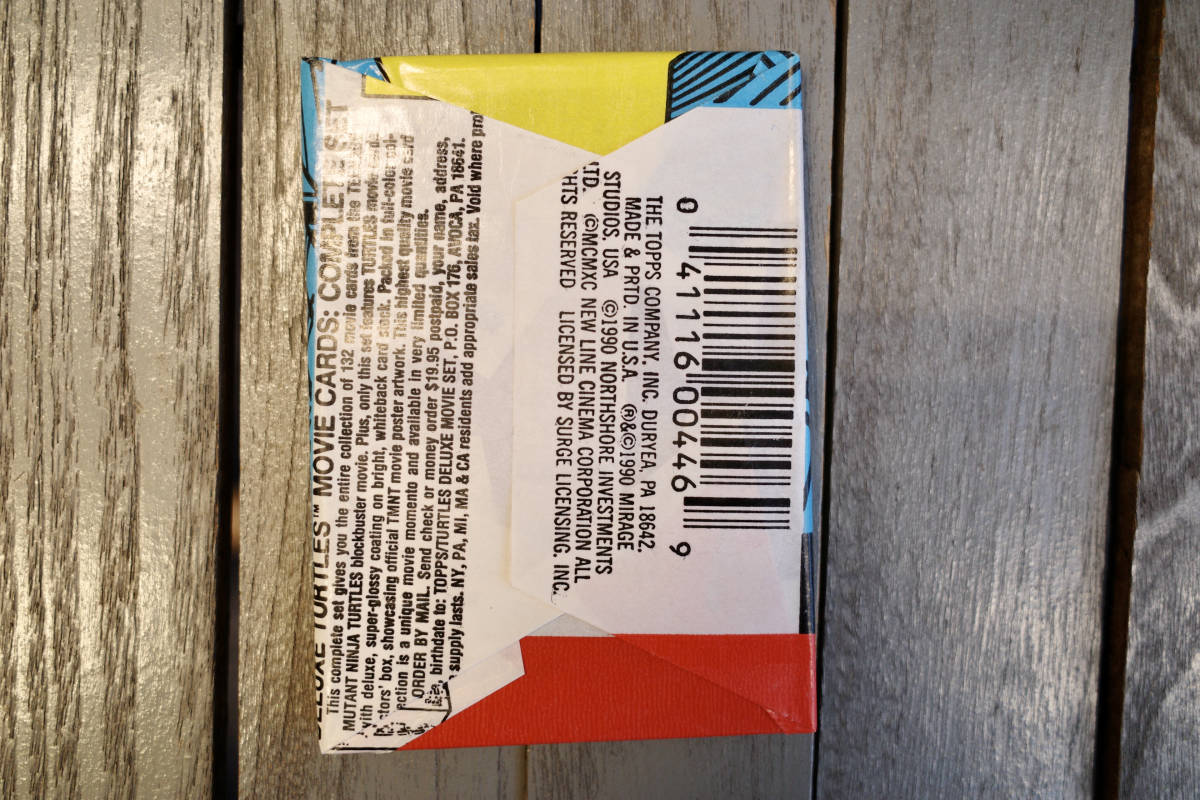 DELUXE TURTLES™ MOVIE CARDS: COMPLETE SET
This complete set gives you the entire collection of 132 movie cards from the
MUTANT NINJA TURTLES blockbuster movie. Plus, only this set features TURTLES movie
with deluxe, super-glossy coating on bright, whiteback card stock. Packed in full-color
tors' box, showcasing official TMNT movie poster artwork. This highest quality movie card
ction is a unique movie momento and available in very limited quantities.
ORDER BY MAIL. Send check or money order $19.95 postpaid, your name, address,
birthdate to: TOPPS/TURTLES DELUXE MOVIE SET, P.O. BOX 176, AVOCA, PA 18641.
supply lasts. NY, PA, MI, MA & CA residents add appropriate sales tax. Void where
0 41116 00446 9
THE TOPPS COMPANY, INC. DURYEA, PA 18642.
MADE & PRTD. IN U.S.A. ®&©1990 MIRAGE
STUDIOS, USA ©1990 NORTHSHORE INVESTMENTS
LTD. ©MCMXC NEW LINE CINEMA CORPORATION ALL
HTS RESERVED LICENSED BY SURGE LICENSING, INC.